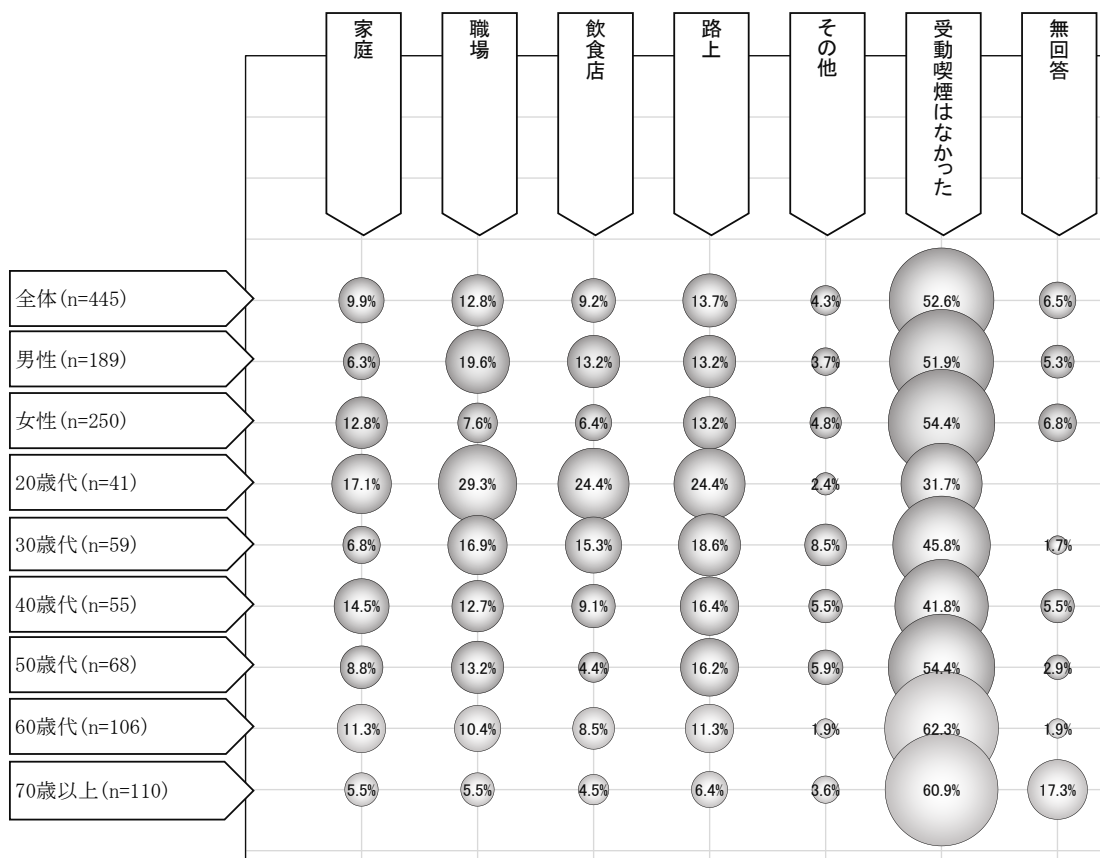 家庭
職場
飲食店
路上
その他
受動喫煙はなかった
無回答
全体(n=445)
9.9% 12.8% 9.2% 13.7% 4.3% 52.6% 6.5%
男性(n=189)
6.3% 19.6% 13.2% 13.2% 3.7% 51.9% 5.3%
女性(n=250)
12.8% 7.6% 6.4% 13.2% 4.8% 54.4% 6.8%
20歳代(n=41)
17.1% 29.3% 24.4% 24.4% 2.4% 31.7%
30歳代(n=59)
6.8% 16.9% 15.3% 18.6% 8.5% 45.8% 1.7%
40歳代(n=55)
14.5% 12.7% 9.1% 16.4% 5.5% 41.8% 5.5%
50歳代(n=68)
8.8% 13.2% 4.4% 16.2% 5.9% 54.4% 2.9%
60歳代(n=106)
11.3% 10.4% 8.5% 11.3% 1.9% 62.3% 1.9%
70歳以上(n=110)
5.5% 5.5% 4.5% 6.4% 3.6% 60.9% 17.3%